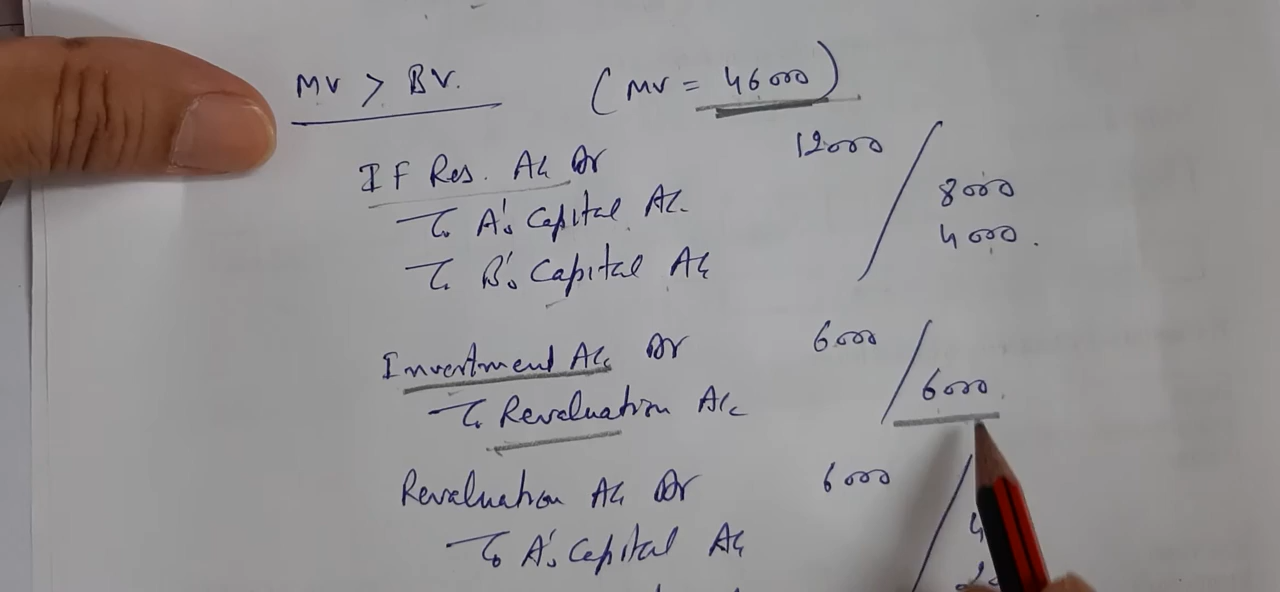 MV > BV. (MV = 46000)
IF Res. A/c Dr 12000
To A's Capital A/c 8000
To B's Capital A/c 4000.
Investment A/c Dr 6000
To Revaluation A/c 6000
Revaluation A/c Dr 6000
To A's Capital A/c 4